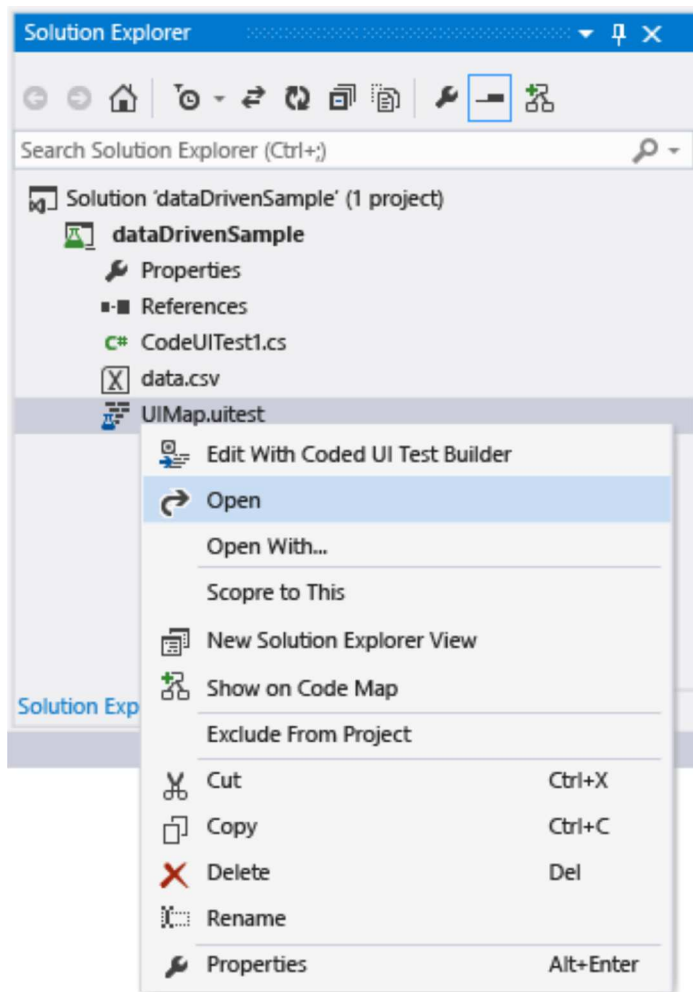 Solution Explorer
Search Solution Explorer (Ctrl+;)
Solution 'dataDrivenSample' (1 project)
dataDrivenSample
Properties
References
C# CodeUITest1.cs
data.csv
UIMap.uitest
Edit With Coded UI Test Builder
Open
Open With...
Scopre to This
New Solution Explorer View
Show on Code Map
Solution Exp
Exclude From Project
Cut Ctrl+X
Copy Ctrl+C
Delete Del
Rename
Properties Alt+Enter